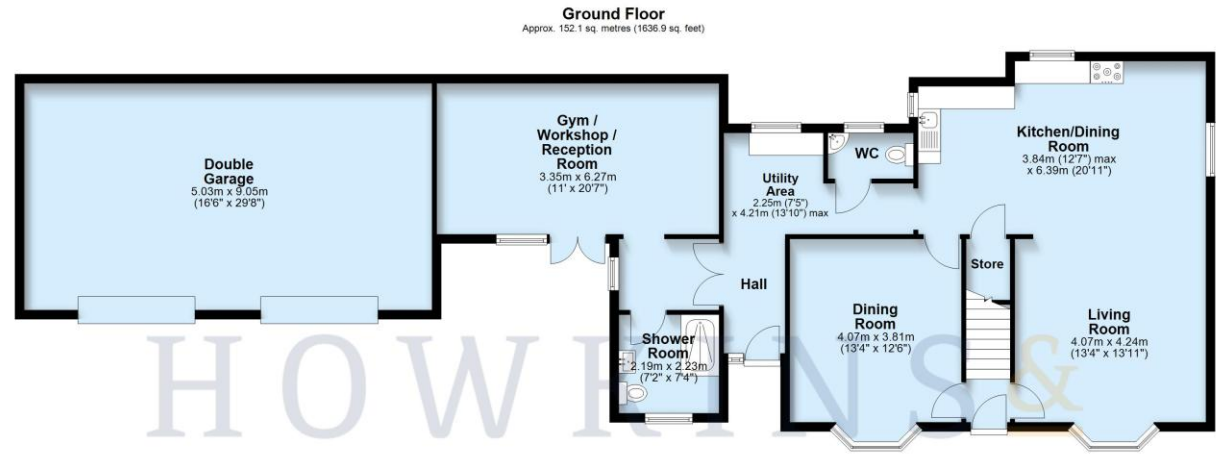 Ground Floor
Approx. 152.1 sq. metres (1636.9 sq. feet)
Double
Garage
5.03m x 9.05m
(16'6" x 29'8")
Gym /
Workshop /
Reception
Room
3.35m x 6.27m
(11' x 20'7")
Utility
Area
2.25m (7'5")
x 4.21m (13'10") max
WC
Kitchen/Dining
Room
3.84m (12'7") max
x 6.39m (20'11")
Store
Hall
Shower
Room
2.19m x 2.23m
(7'2" x 7'4")
Dining
Room
4.07m x 3.81m
(13'4" x 12'6")
Living
Room
4.07m x 4.24m
(13'4" x 13'11")
HOWKINS &